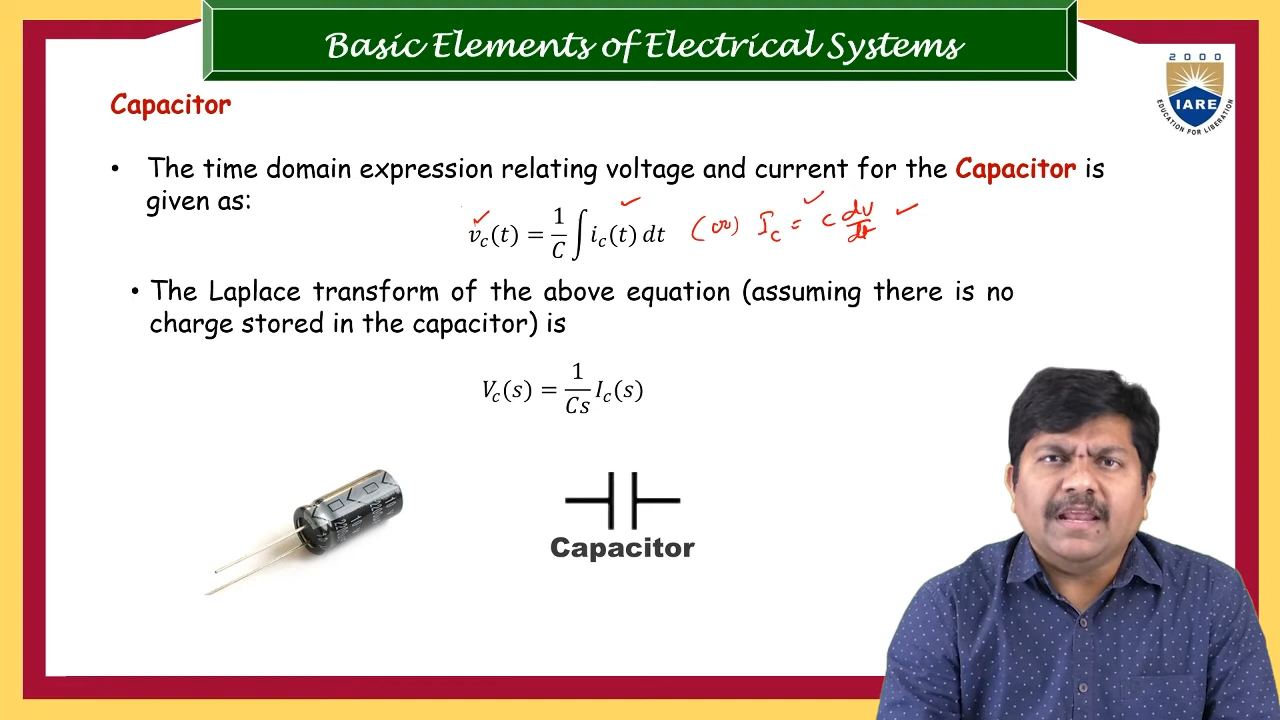 Basic Elements of Electrical Systems
2000
IARE
EDUCATION FOR LIBERATION
Capacitor
• The time domain expression relating voltage and current for the Capacitor is
given as:
v_c(t) = 1/C ∫ i_c(t) dt (or) I_c = C dv/dt
• The Laplace transform of the above equation (assuming there is no
charge stored in the capacitor) is
V_c(s) = 1/Cs I_c(s)
Capacitor